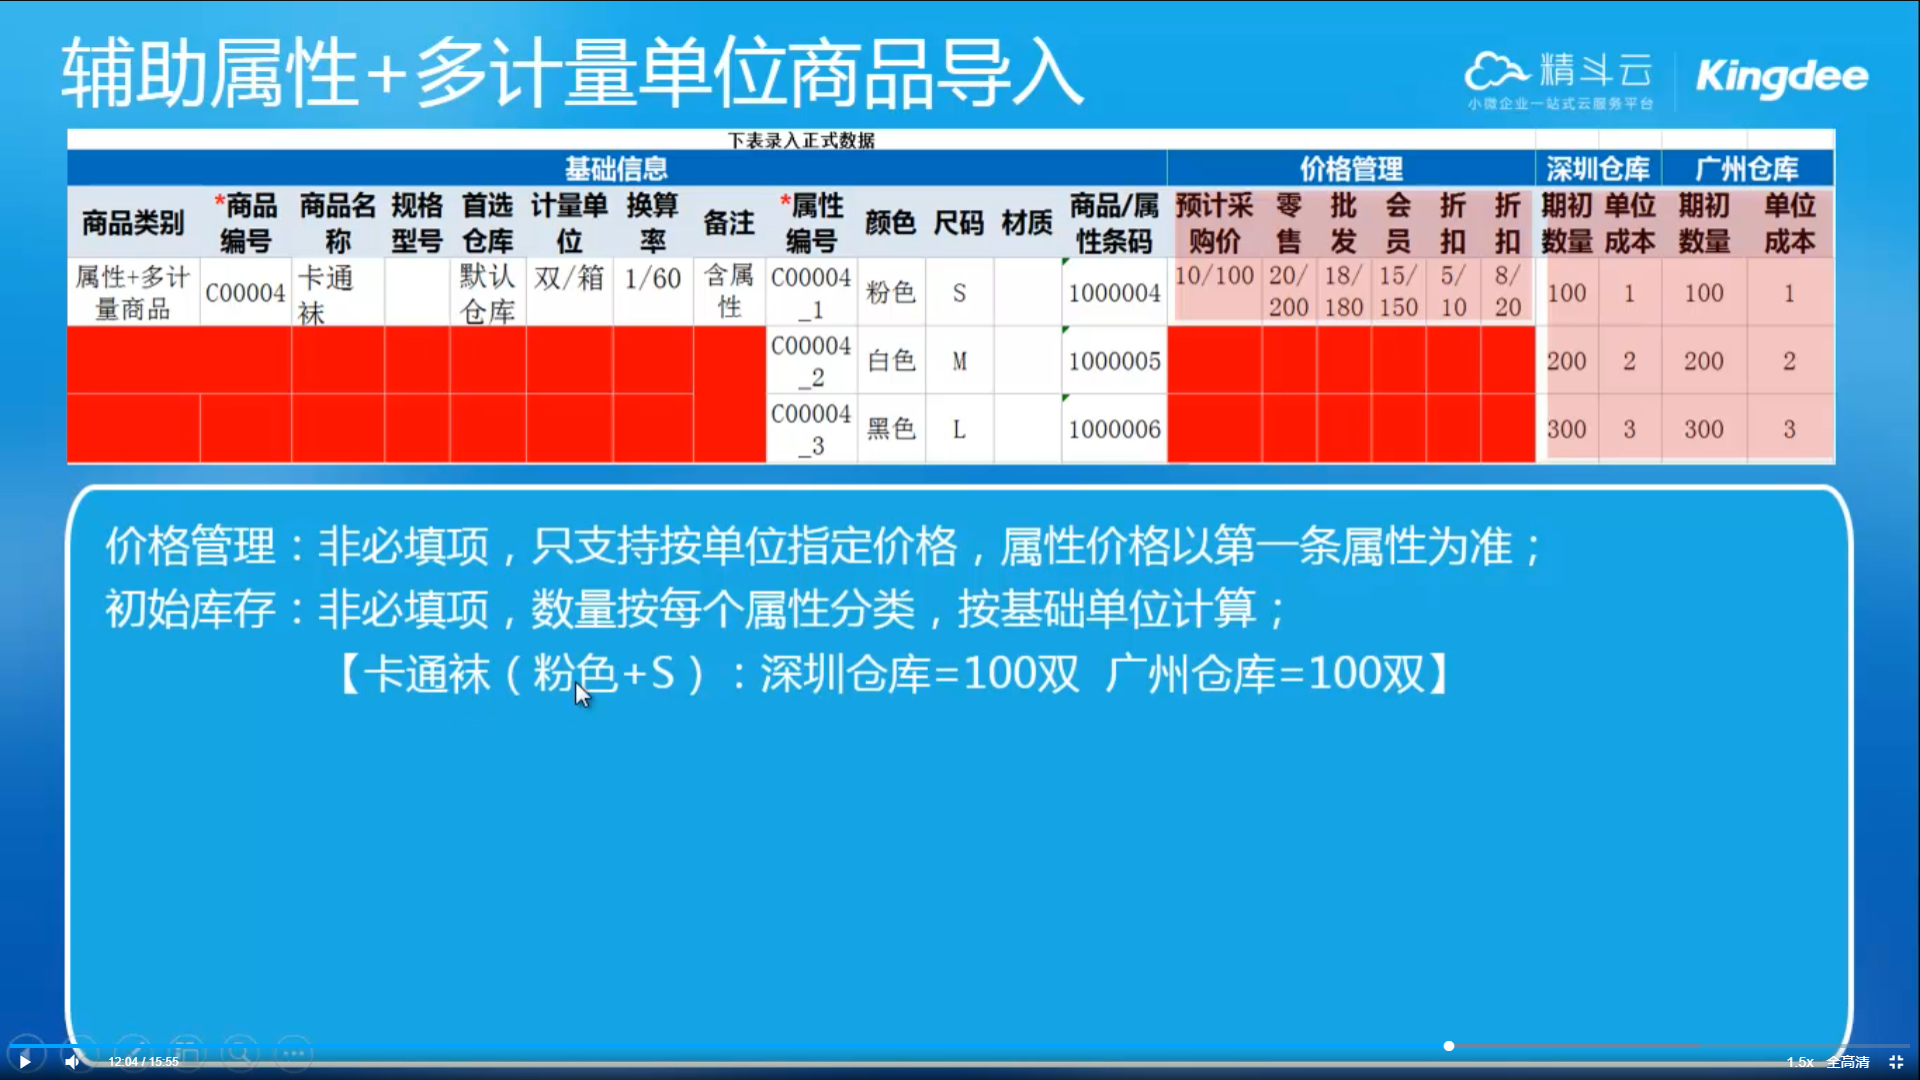 辅助属性+多计量单位商品导入
精斗云
小微企业一站式云服务平台
Kingdee
下表录入正式数据
基础信息 价格管理 深圳仓库 广州仓库
商品类别 *商品编号 商品名称 规格型号 首选仓库 计量单位 换算率 备注 *属性编号 颜色 尺码 材质 商品/属性条码 预计采购价 零售 批发 会员 折扣 折扣 期初数量 单位成本 期初数量 单位成本
属性+多计量商品 C00004 卡通袜 默认仓库 双/箱 1/60 含属性 C00004_1 粉色 S 1000004 10/100 20/200 18/180 15/150 5/10 8/20 100 1 100 1
C00004_2 白色 M 1000005 200 2 200 2
C00004_3 黑色 L 1000006 300 3 300 3
价格管理：非必填项，只支持按单位指定价格，属性价格以第一条属性为准；
初始库存：非必填项，数量按每个属性分类，按基础单位计算；
【卡通袜（粉色+S）：深圳仓库=100双 广州仓库=100双】
12:04 / 15:55
1.5x 全高清